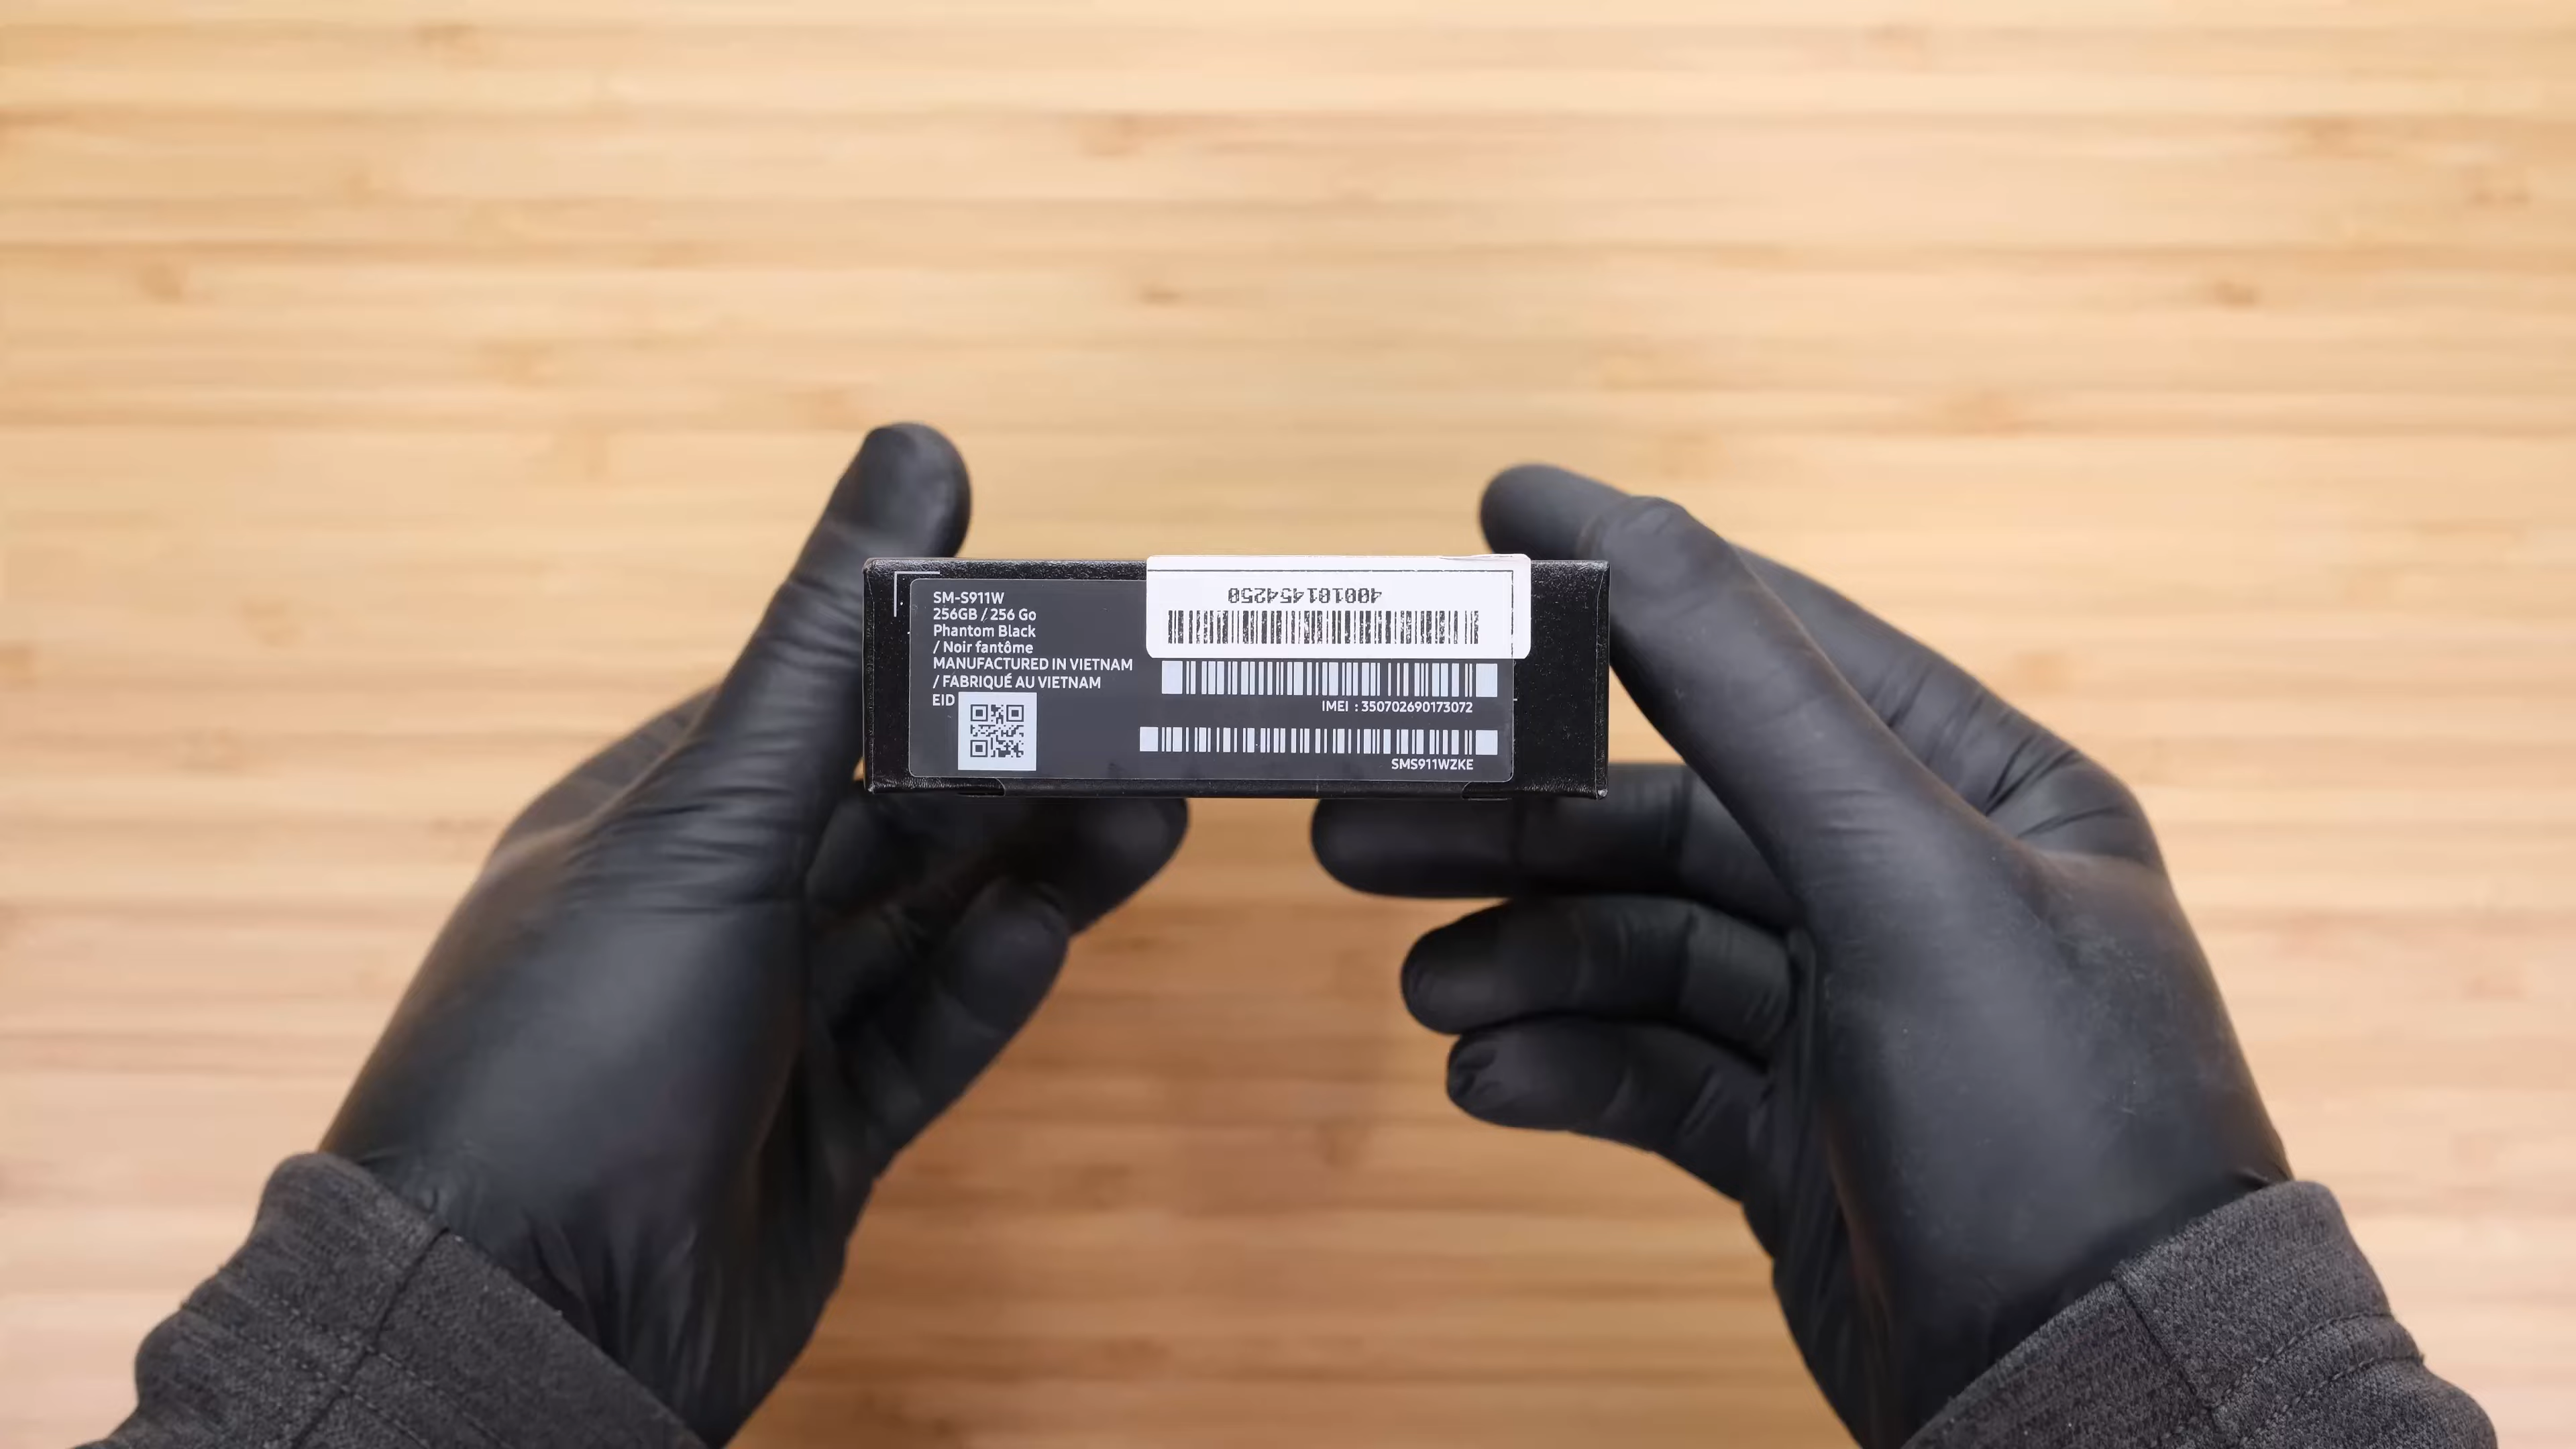 SM-S911W
256GB / 256 Go
Phantom Black
/ Noir fantôme
MANUFACTURED IN VIETNAM
/ FABRIQUÉ AU VIETNAM
EID
400101454250
IMEI : 350702690173072
SMS911WZKE